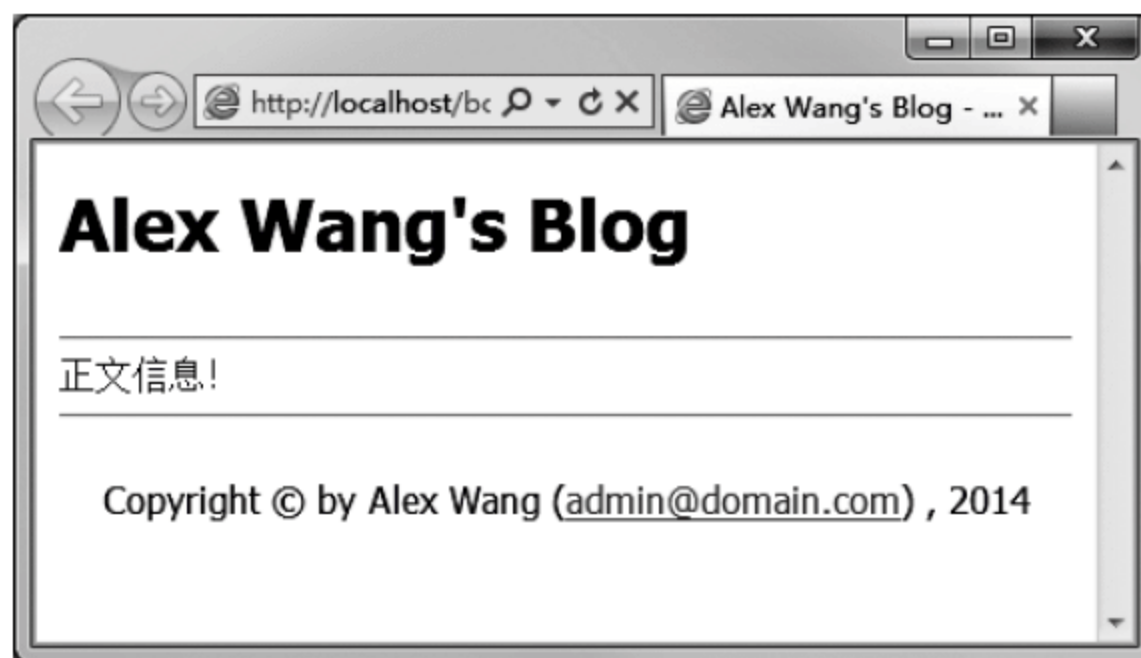 http://localhost/bc
Alex Wang's Blog - ...
Alex Wang's Blog
正文信息!
Copyright © by Alex Wang (admin@domain.com) , 2014